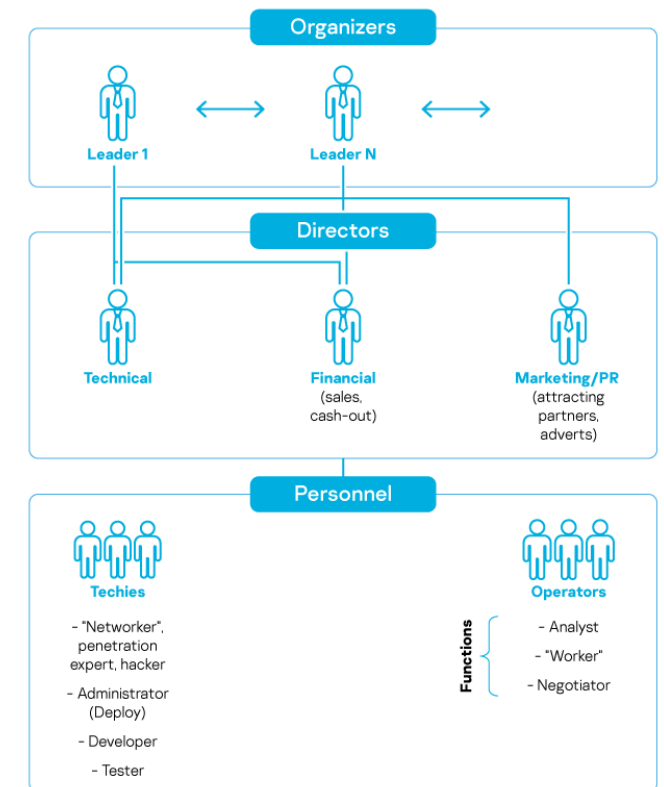 Organizers
Leader 1
Leader N
Directors
Technical
Financial
(sales,
cash-out)
Marketing/PR
(attracting
partners,
adverts)
Personnel
Techies
- "Networker",
penetration
expert, hacker
- Administrator
(Deploy)
- Developer
- Tester
Operators
Functions
- Analyst
- "Worker"
- Negotiator